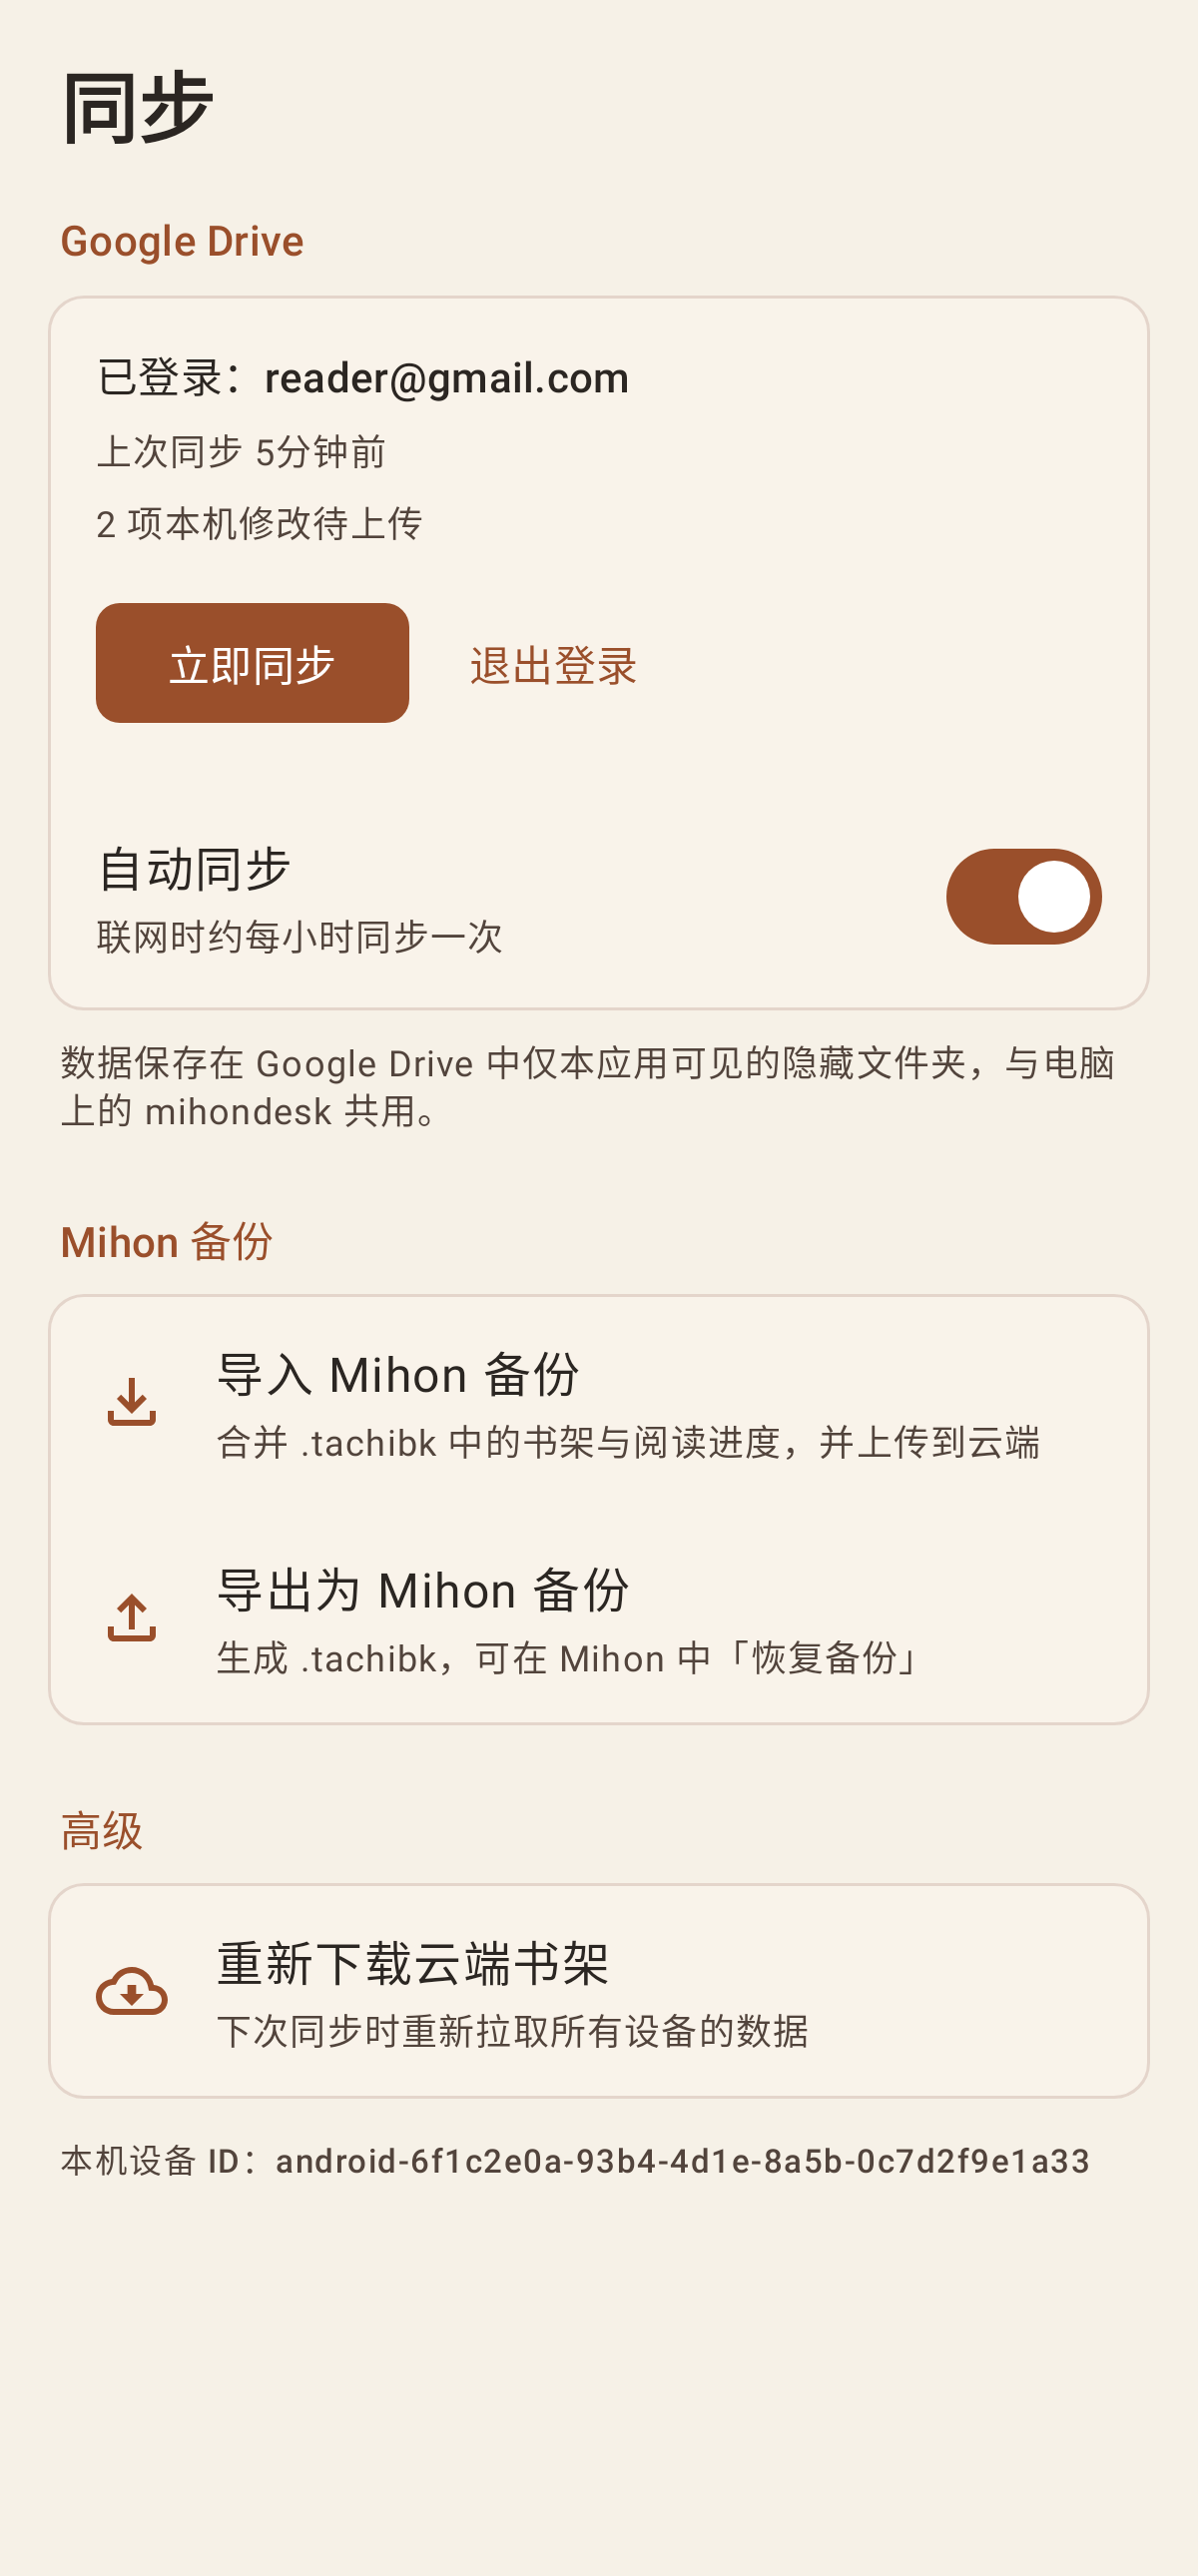 同步
Google Drive
已登录：reader@gmail.com
上次同步 5分钟前
2 项本机修改待上传
立即同步
退出登录
自动同步
联网时约每小时同步一次
数据保存在 Google Drive 中仅本应用可见的隐藏文件夹，与电脑
上的 mihondesk 共用。
Mihon 备份
导入 Mihon 备份
合并 .tachibk 中的书架与阅读进度，并上传到云端
导出为 Mihon 备份
生成 .tachibk，可在 Mihon 中「恢复备份」
高级
重新下载云端书架
下次同步时重新拉取所有设备的数据
本机设备 ID：android-6f1c2e0a-93b4-4d1e-8a5b-0c7d2f9e1a33